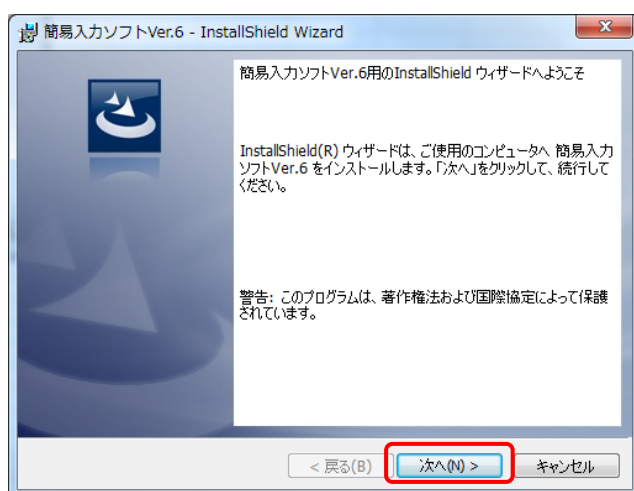 簡易入力ソフトVer.6 - InstallShield Wizard
簡易入力ソフトVer.6用のInstallShield ウィザードへようこそ
InstallShield(R) ウィザードは、ご使用のコンピュータへ 簡易入力
ソフトVer.6 をインストールします。「次へ」をクリックして、続行して
ください。
警告: このプログラムは、著作権法および国際協定によって保護
されています。
< 戻る(B)
次へ(N) >
キャンセル